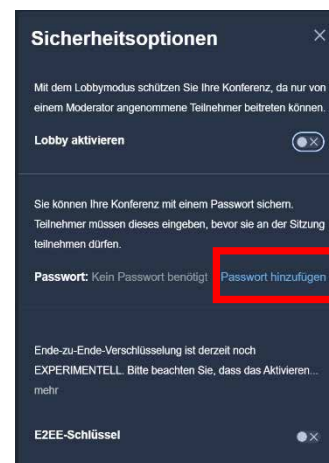 Sicherheitsoptionen
Mit dem Lobbymodus schützen Sie Ihre Konferenz, da nur von
einem Moderator angenommene Teilnehmer beitreten können.
Lobby aktivieren
Sie können Ihre Konferenz mit einem Passwort sichern.
Teilnehmer müssen dieses eingeben, bevor sie an der Sitzung
teilnehmen dürfen.
Passwort: Kein Passwort benötigt Passwort hinzufügen
Ende-zu-Ende-Verschlüsselung ist derzeit noch
EXPERIMENTELL. Bitte beachten Sie, dass das Aktivieren...
mehr
E2EE-Schlüssel